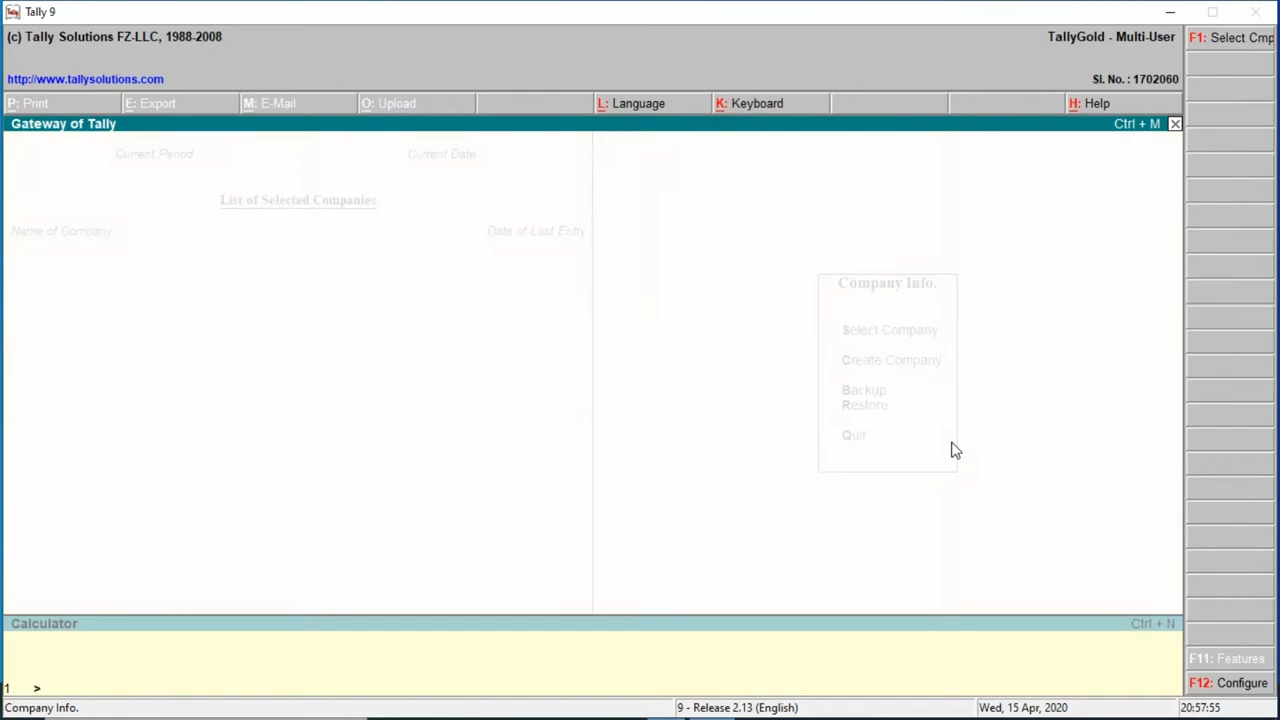 Tally 9
(c) Tally Solutions FZ-LLC, 1988-2008
TallyGold - Multi-User
F1: Select Cmp
http://www.tallysolutions.com
Sl. No. : 1702060
P: Print
E: Export
M: E-Mail
O: Upload
L: Language
K: Keyboard
H: Help
Gateway of Tally
Ctrl + M
Current Period
Current Date
List of Selected Companies
Name of Company
Date of Last Entry
Company Info.
Select Company
Create Company
Backup
Restore
Quit
Calculator
Ctrl + N
F11: Features
1 >
F12: Configure
Company Info.
9 - Release 2.13 (English)
Wed, 15 Apr, 2020
20:57:55